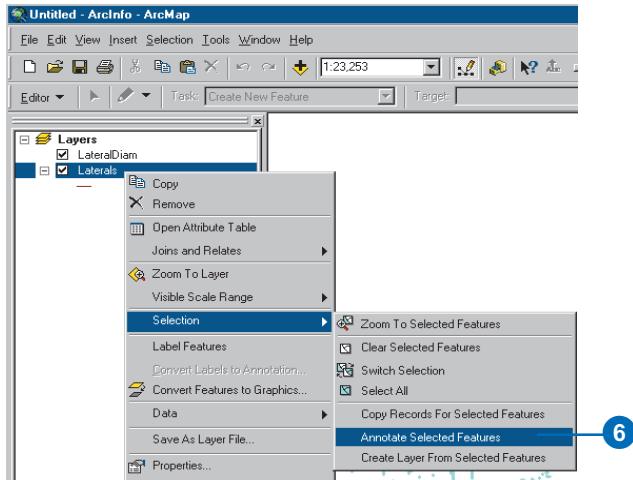 Untitled - ArcInfo - ArcMap
File Edit View Insert Selection Tools Window Help
1:23,253
Editor Task: Create New Feature Target:
Layers
LateralDiam
Laterals
Copy
Remove
Open Attribute Table
Joins and Relates
Zoom To Layer
Visible Scale Range
Selection
Label Features
Convert Labels to Annotation...
Convert Features to Graphics...
Data
Save As Layer File...
Properties...
Zoom To Selected Features
Clear Selected Features
Switch Selection
Select All
Copy Records For Selected Features
Annotate Selected Features
Create Layer From Selected Features
6